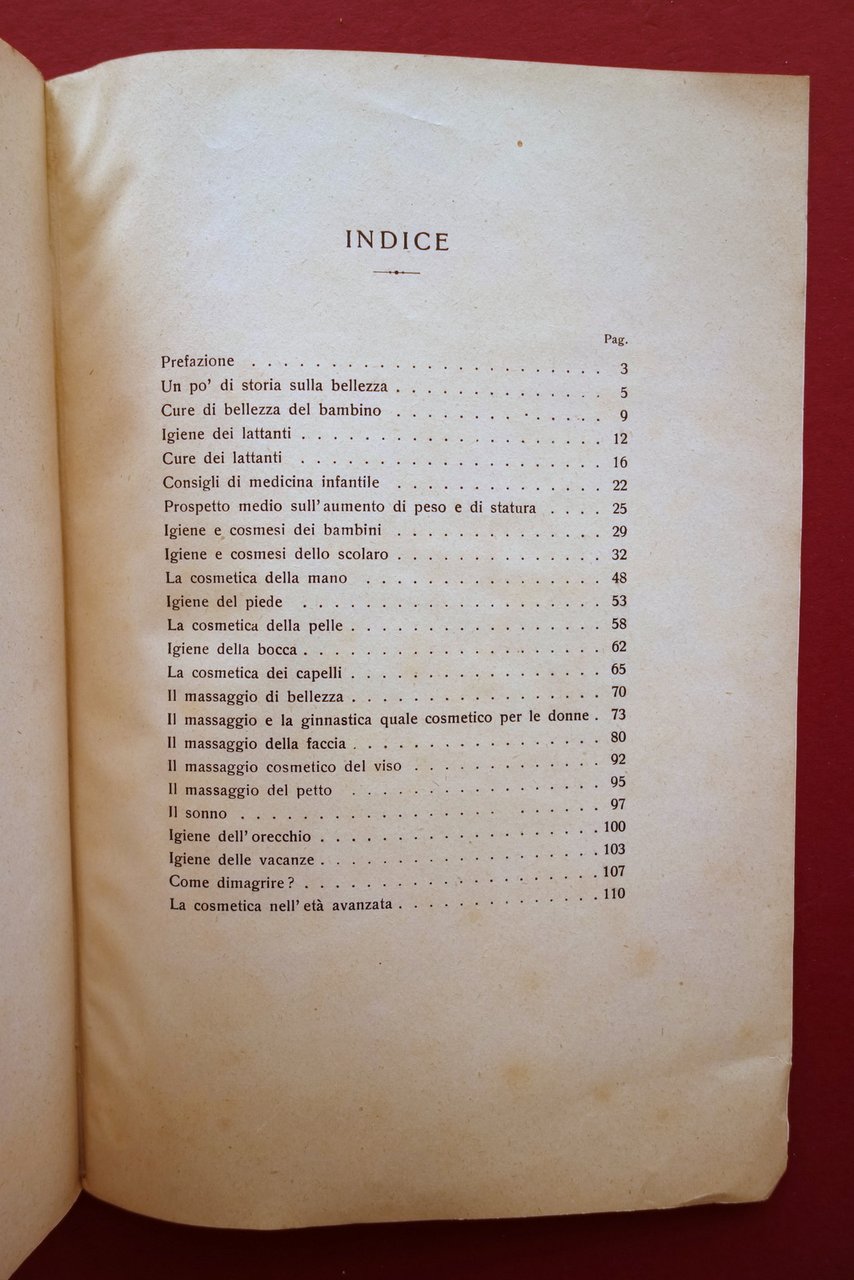 INDICE
Pag.
Prefazione . . . . . . . . . . . . . . . . . . . . . . . 3
Un po' di storia sulla bellezza . . . . . . . . . . . . . . 5
Cure di bellezza del bambino . . . . . . . . . . . . . . 9
Igiene dei lattanti . . . . . . . . . . . . . . . . . . . . 12
Cure dei lattanti . . . . . . . . . . . . . . . . . . . . 16
Consigli di medicina infantile . . . . . . . . . . . . . . 22
Prospetto medio sull'aumento di peso e di statura . . . . 25
Igiene e cosmesi dei bambini . . . . . . . . . . . . . . 29
Igiene e cosmesi dello scolaro . . . . . . . . . . . . . . 32
La cosmetica della mano . . . . . . . . . . . . . . . . 48
Igiene del piede . . . . . . . . . . . . . . . . . . . . 53
La cosmetica della pelle . . . . . . . . . . . . . . . . . 58
Igiene della bocca . . . . . . . . . . . . . . . . . . . . 62
La cosmetica dei capelli . . . . . . . . . . . . . . . . . 65
Il massaggio di bellezza . . . . . . . . . . . . . . . . . 70
Il massaggio e la ginnastica quale cosmetico per le donne . 73
Il massaggio della faccia . . . . . . . . . . . . . . . . . 80
Il massaggio cosmetico del viso . . . . . . . . . . . . . 92
Il massaggio del petto . . . . . . . . . . . . . . . . . 95
Il sonno . . . . . . . . . . . . . . . . . . . . . . . . 97
Igiene dell'orecchio . . . . . . . . . . . . . . . . . . . 100
Igiene delle vacanze . . . . . . . . . . . . . . . . . . . 103
Come dimagrire? . . . . . . . . . . . . . . . . . . . . 107
La cosmetica nell'età avanzata . . . . . . . . . . . . . . 110